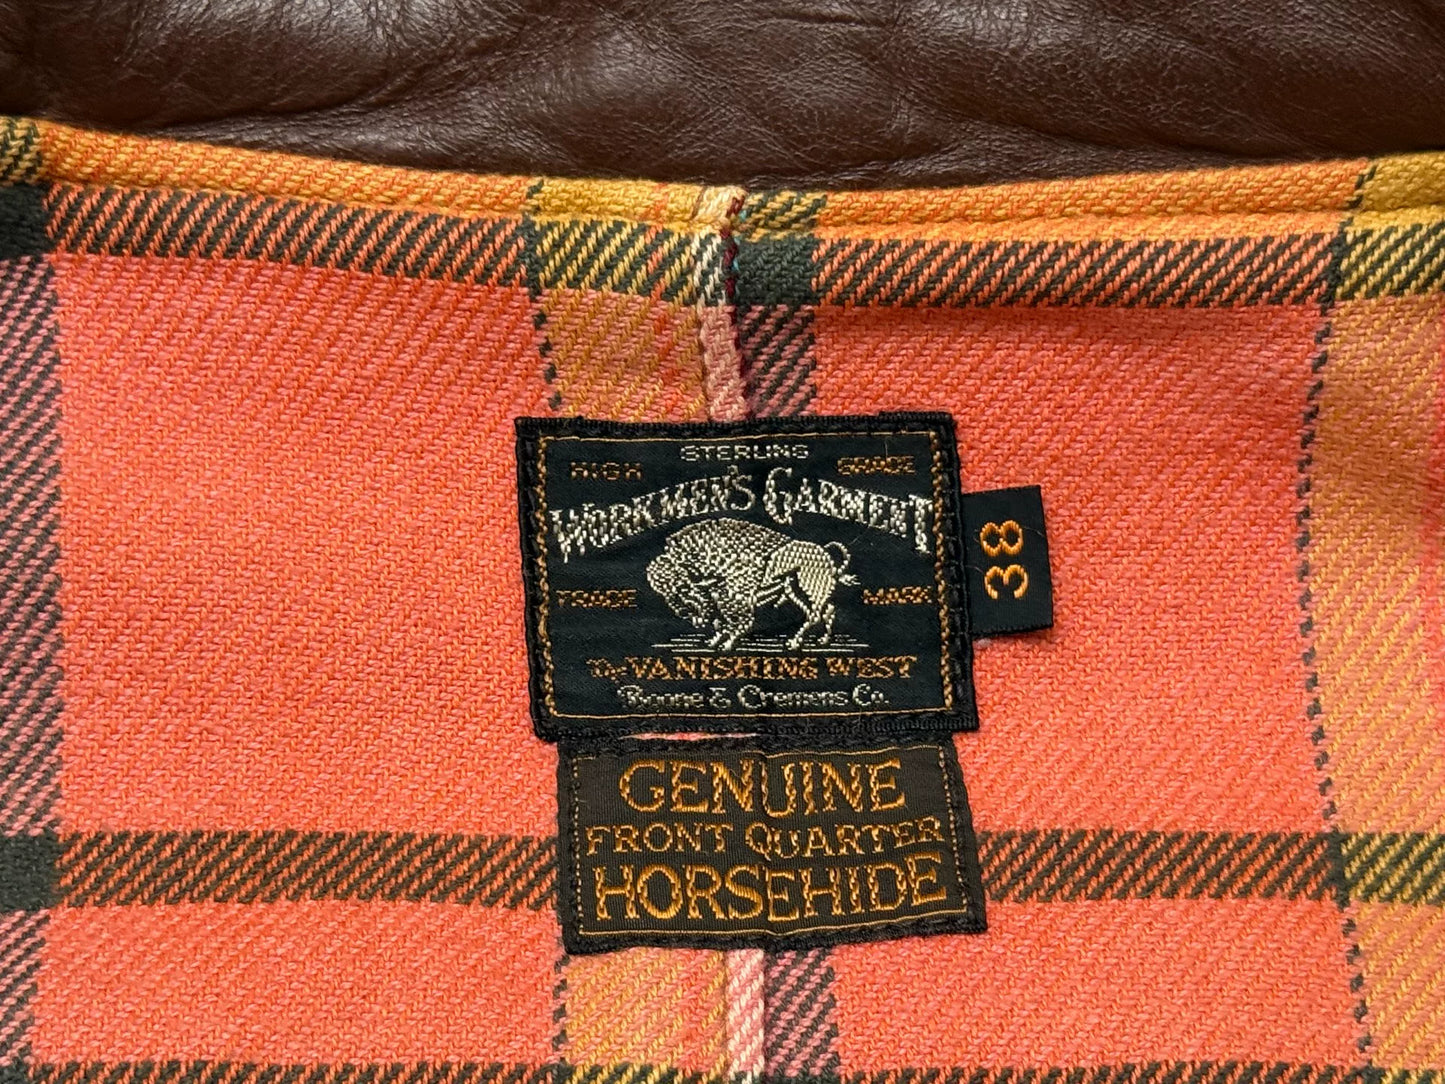 STERLING
HIGH GRADE
WORKMEN'S GARMENT
TRADE MARK
The VANISHING WEST
Boone & Cremens Co.
38
GENUINE
FRONT QUARTER
HORSEHIDE